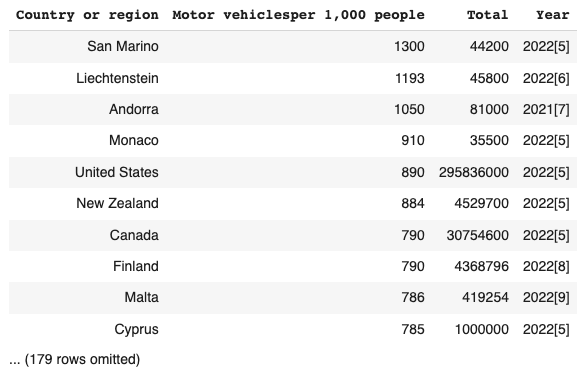 Country or region Motor vehiclesper 1,000 people Total Year
San Marino 1300 44200 2022[5]
Liechtenstein 1193 45800 2022[6]
Andorra 1050 81000 2021[7]
Monaco 910 35500 2022[5]
United States 890 295836000 2022[5]
New Zealand 884 4529700 2022[5]
Canada 790 30754600 2022[5]
Finland 790 4368796 2022[8]
Malta 786 419254 2022[9]
Cyprus 785 1000000 2022[5]
... (179 rows omitted)